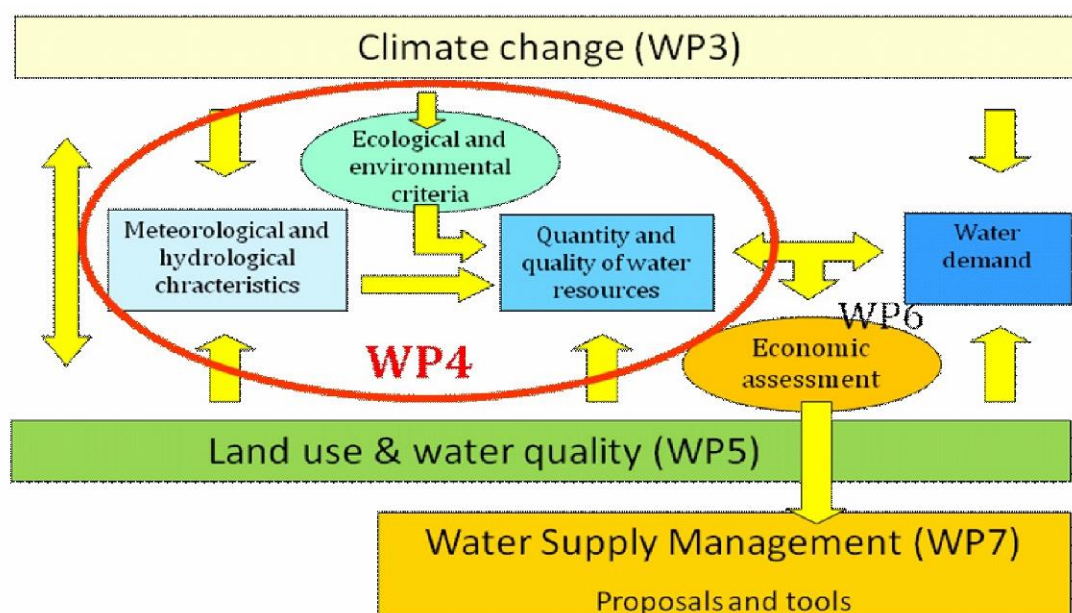 Climate change (WP3)
Ecological and
environmental
criteria
Meteorological and
hydrological
chracteristics
Quantity and
quality of water
resources
Water
demand
WP4
WP6
Economic
assessment
Land use & water quality (WP5)
Water Supply Management (WP7)
Proposals and tools